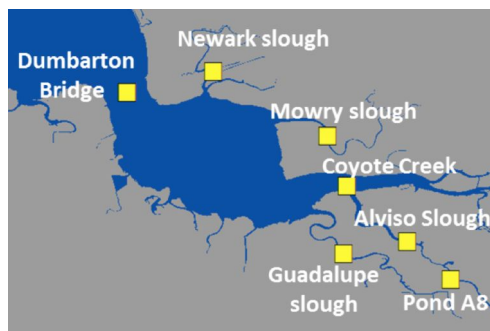 Newark slough
Dumbarton
Bridge
Mowry slough
Coyote Creek
Alviso Slough
Guadalupe
slough
Pond A8